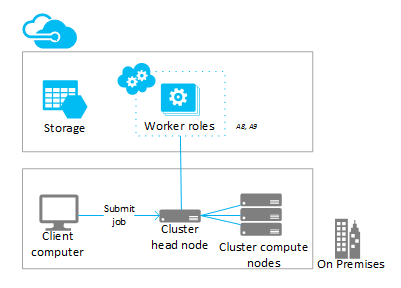 Storage
Worker roles
A8, A9
Submit
job
Client
computer
Cluster
head node
Cluster compute
nodes
On Premises